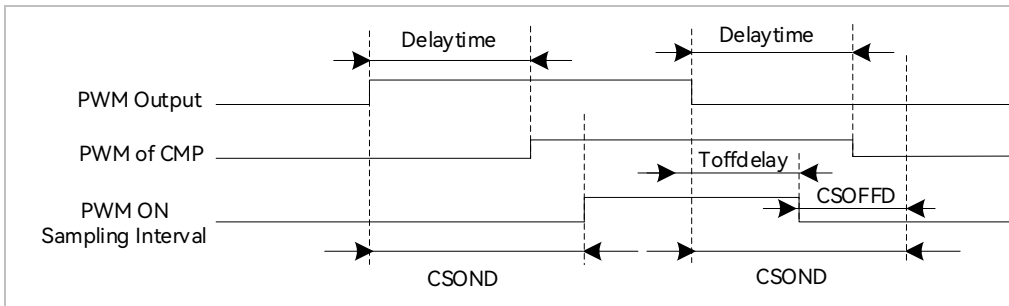 Delaytime
Delaytime
PWM Output
PWM of CMP
Toffdelay
CSOFFD
PWM ON
Sampling Interval
CSOND
CSOND